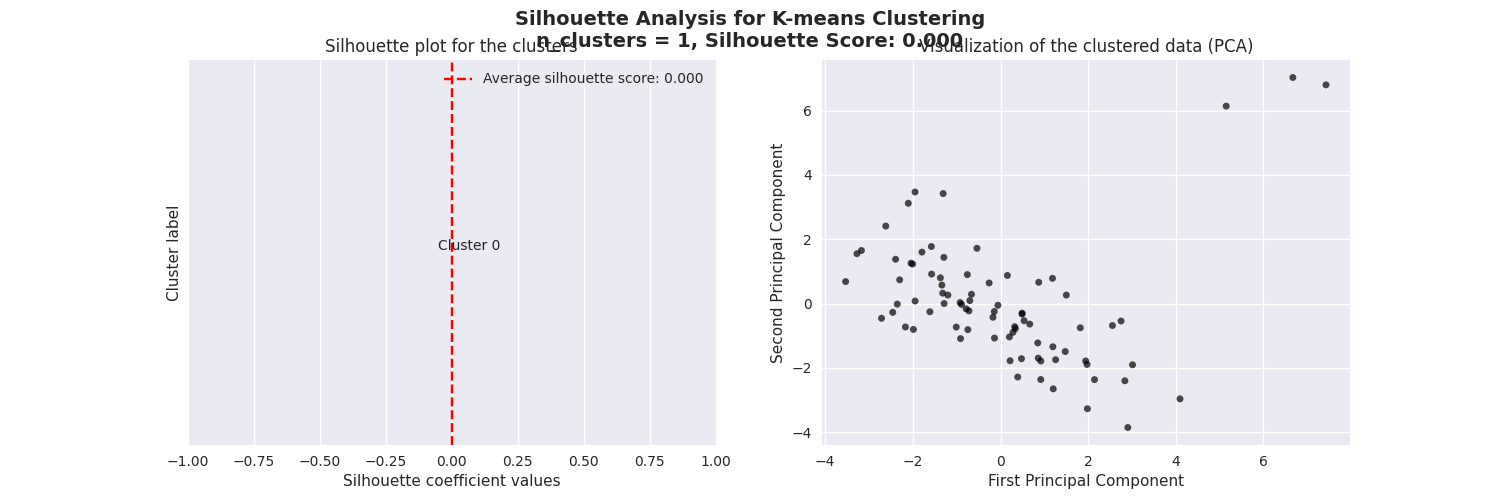 Silhouette Analysis for K-means Clustering
n_clusters = 1, Silhouette Score: 0.000
Silhouette plot for the clusters
Average silhouette score: 0.000
Cluster 0
Cluster label
−1.00 −0.75 −0.50 −0.25 0.00 0.25 0.50 0.75 1.00
Silhouette coefficient values
Visualization of the clustered data (PCA)
Second Principal Component
6
4
2
0
−2
−4
−4 −2 0 2 4 6
First Principal Component